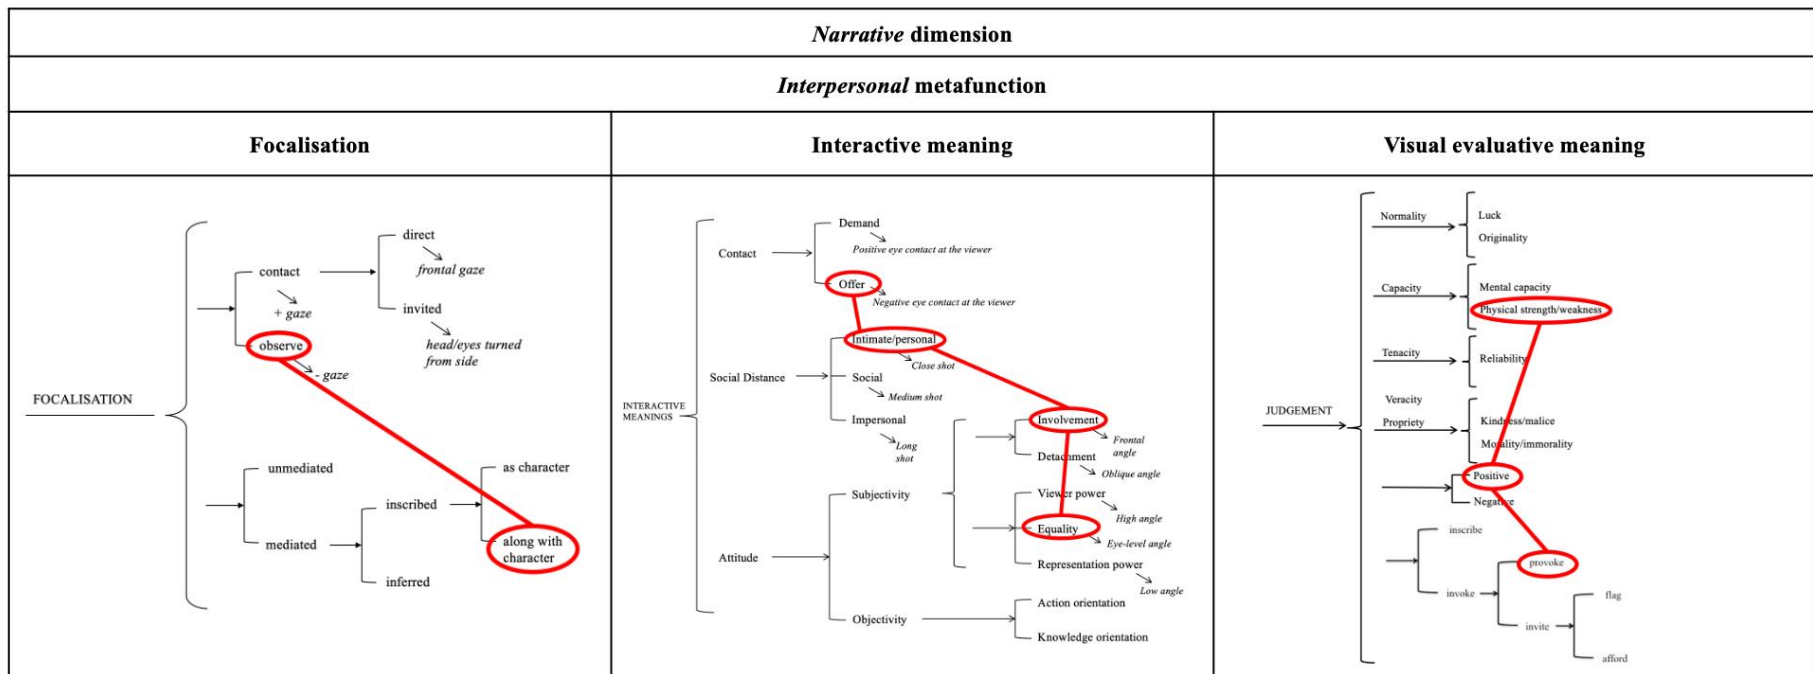 Narrative dimension
Interpersonal metafunction
Focalisation
Interactive meaning
Visual evaluative meaning
FOCALISATION
contact
+ gaze
direct
frontal gaze
invited
head/eyes turned
from side
observe
- gaze
unmediated
mediated
inscribed
as character
along with
character
inferred
INTERACTIVE
MEANINGS
Contact
Demand
Positive eye contact at the viewer
Offer
Negative eye contact at the viewer
Social Distance
Intimate/personal
Close shot
Social
Medium shot
Impersonal
Long
shot
Attitude
Subjectivity
Involvement
Frontal
angle
Detachment
Oblique angle
Viewer power
High angle
Equality
Eye-level angle
Representation power
Low angle
Objectivity
Action orientation
Knowledge orientation
JUDGEMENT
Normality
Luck
Originality
Capacity
Mental capacity
Physical strength/weakness
Tenacity
Reliability
Veracity
Propriety
Kindness/malice
Morality/immorality
Positive
Negative
inscribe
invoke
provoke
invite
flag
afford